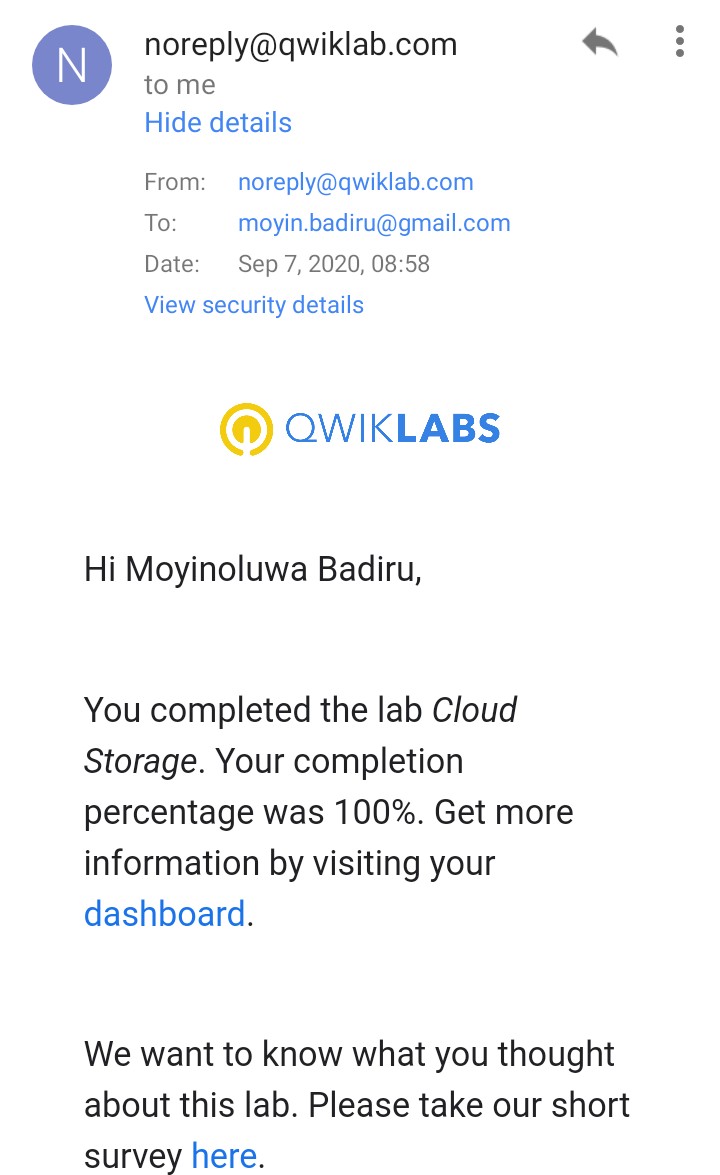 N
noreply@qwiklab.com
to me
Hide details
From: noreply@qwiklab.com
To: moyin.badiru@gmail.com
Date: Sep 7, 2020, 08:58
View security details
QWIKLABS
Hi Moyinoluwa Badiru,
You completed the lab Cloud
Storage. Your completion
percentage was 100%. Get more
information by visiting your
dashboard.
We want to know what you thought
about this lab. Please take our short
survey here.